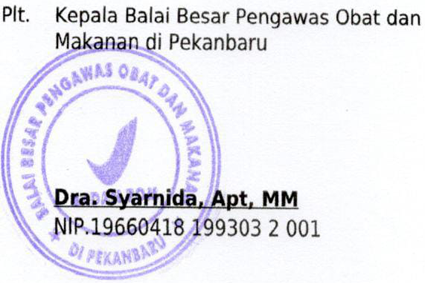 Plt. Kepala Balai Besar Pengawas Obat dan
Makanan di Pekanbaru
BALAI BESAR PENGAWAS OBAT DAN MAKANAN
DI PEKANBARU
Dra. Syarnida, Apt, MM
NIP.19660418 199303 2 001